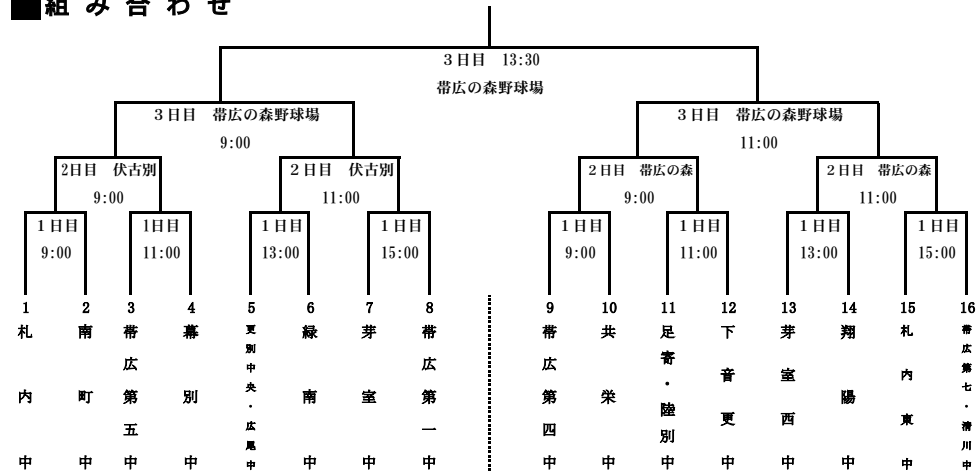 ■組み合わせ
３日目　13:30
帯広の森野球場
３日目　帯広の森野球場
9:00
３日目　帯広の森野球場
11:00
2日目　伏古別
9:00
２日目　伏古別
11:00
２日目　帯広の森
9:00
２日目　帯広の森
11:00
１日目
9:00
1日目
11:00
１日目
13:00
１日目
15:00
１日目
9:00
１日目
11:00
１日目
13:00
１日目
15:00
1
札内中
2
南町中
3
帯広第五中
4
幕別中
5
更別中央・広尾中
6
緑南中
7
芽室中
8
帯広第一中
9
帯広第四中
10
共栄中
11
足寄・陸別中
12
下音更中
13
芽室西中
14
翔陽中
15
札内東中
16
帯広第七・清川中